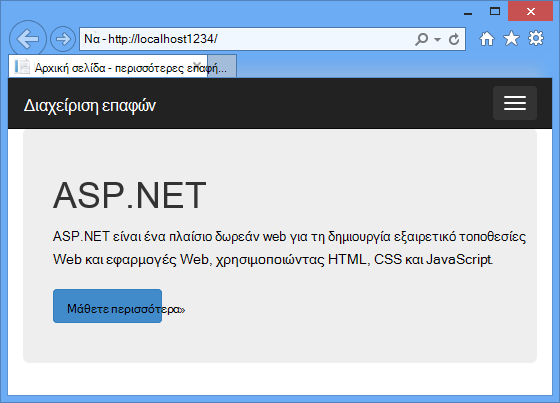 Να - http://localhost1234/
Αρχική σελίδα - περισσότερες επαφή...
Διαχείριση επαφών
ASP.NET
ASP.NET είναι ένα πλαίσιο δωρεάν web για τη δημιουργία εξαιρετικό τοποθεσίες
Web και εφαρμογές Web, χρησιμοποιώντας HTML, CSS και JavaScript.
Μάθετε περισσότερα»